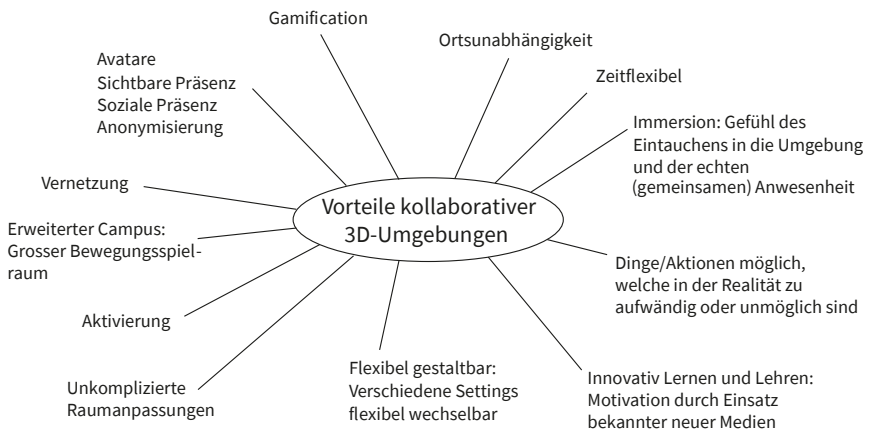 Gamification
Ortsunabhängigkeit
Avatare
Sichtbare Präsenz
Soziale Präsenz
Anonymisierung
Zeitflexibel
Immersion: Gefühl des
Eintauchens in die Umgebung
und der echten
(gemeinsamen) Anwesenheit
Vernetzung
Vorteile kollaborativer
3D-Umgebungen
Erweiterter Campus:
Grosser Bewegungsspiel-
raum
Dinge/Aktionen möglich,
welche in der Realität zu
aufwändig oder unmöglich sind
Aktivierung
Flexibel gestaltbar:
Verschiedene Settings
flexibel wechselbar
Innovativ Lernen und Lehren:
Motivation durch Einsatz
bekannter neuer Medien
Unkomplizierte
Raumanpassungen